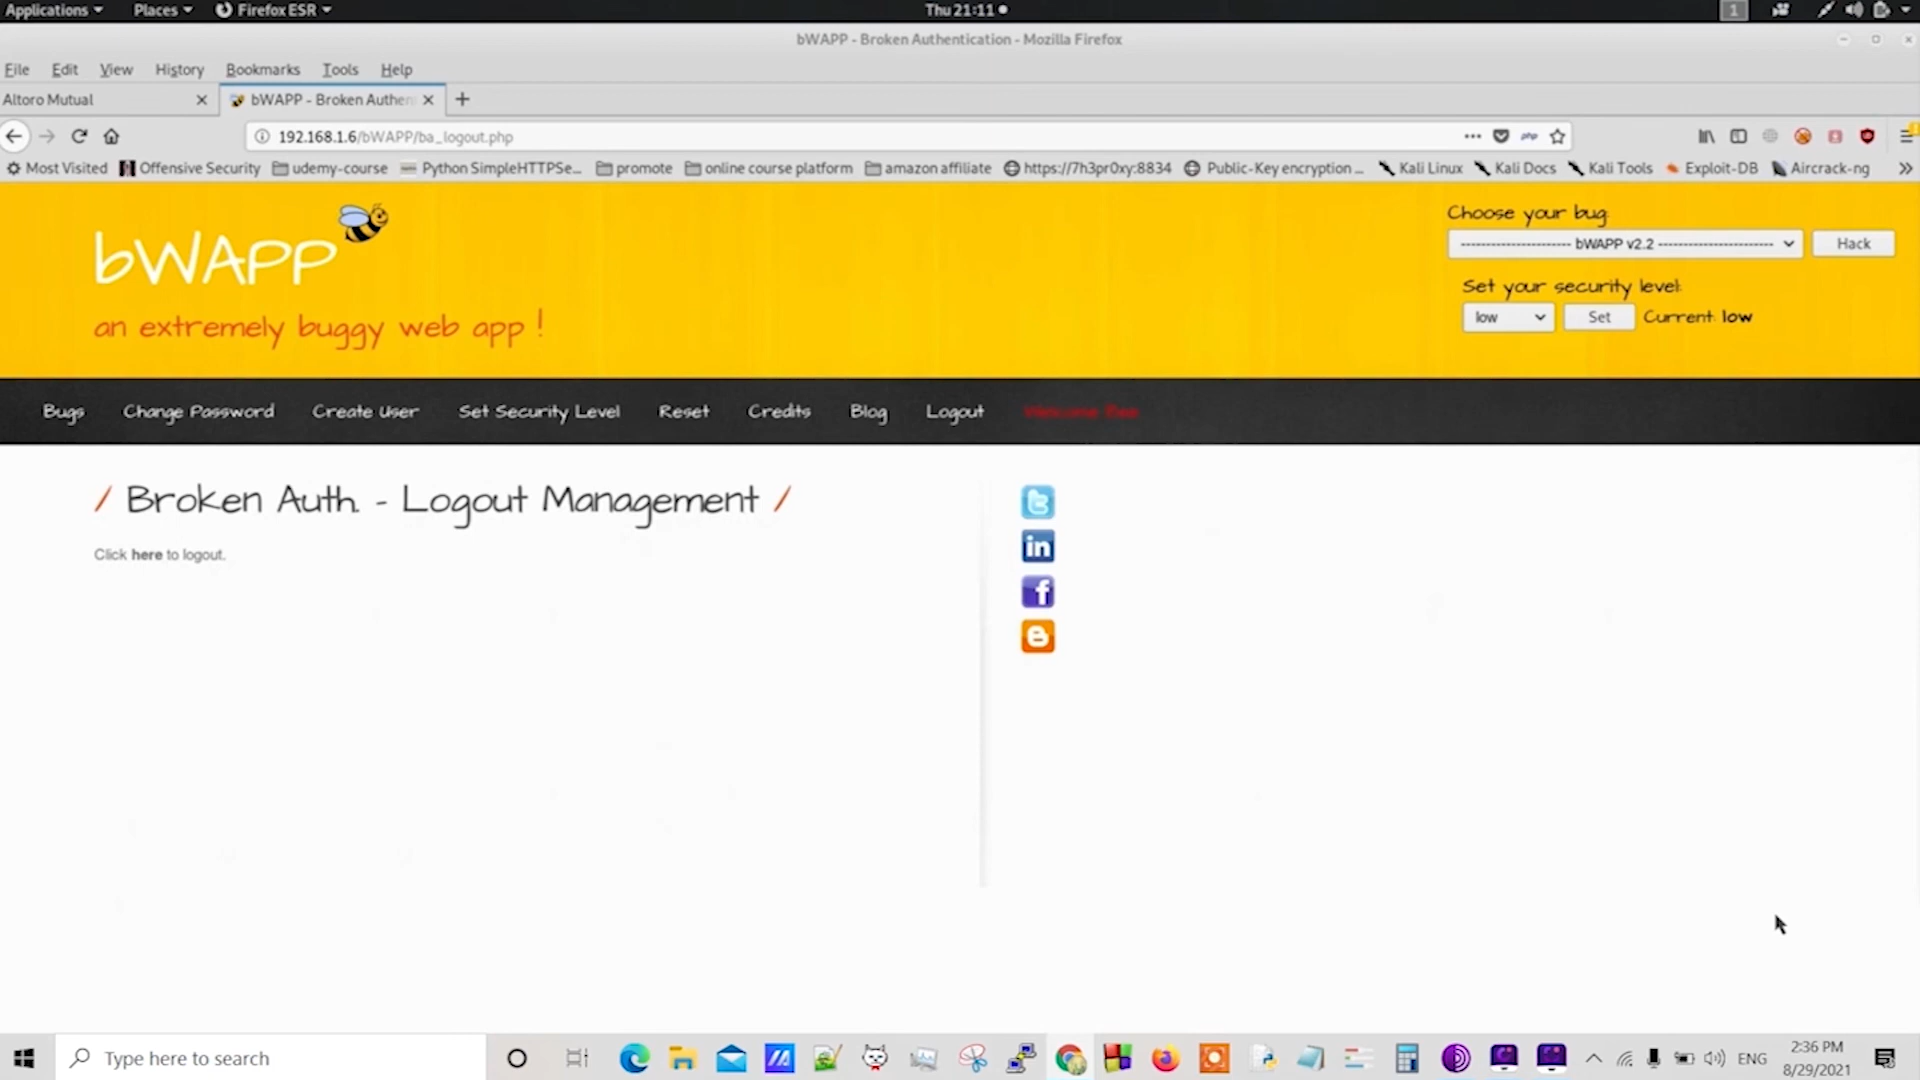 Applications Places Firefox ESR Thu 21:11 1
bWAPP - Broken Authentication - Mozilla Firefox
File Edit View History Bookmarks Tools Help
Altoro Mutual bWAPP - Broken Authen
192.168.1.6/bWAPP/ba_logout.php php
Most Visited Offensive Security udemy-course Python SimpleHTTPSe... promote online course platform amazon affiliate https://7h3pr0xy:8834 Public-Key encryption ... Kali Linux Kali Docs Kali Tools Exploit-DB Aircrack-ng
bWAPP
an extremely buggy web app !
Choose your bug:
---------------------- bWAPP v2.2 ----------------------- Hack
Set your security level:
low Set Current: low
Bugs Change Password Create User Set Security Level Reset Credits Blog Logout Welcome Bee
/ Broken Auth. - Logout Management /
Click here to logout.
Type here to search
ENG
2:36 PM
8/29/2021